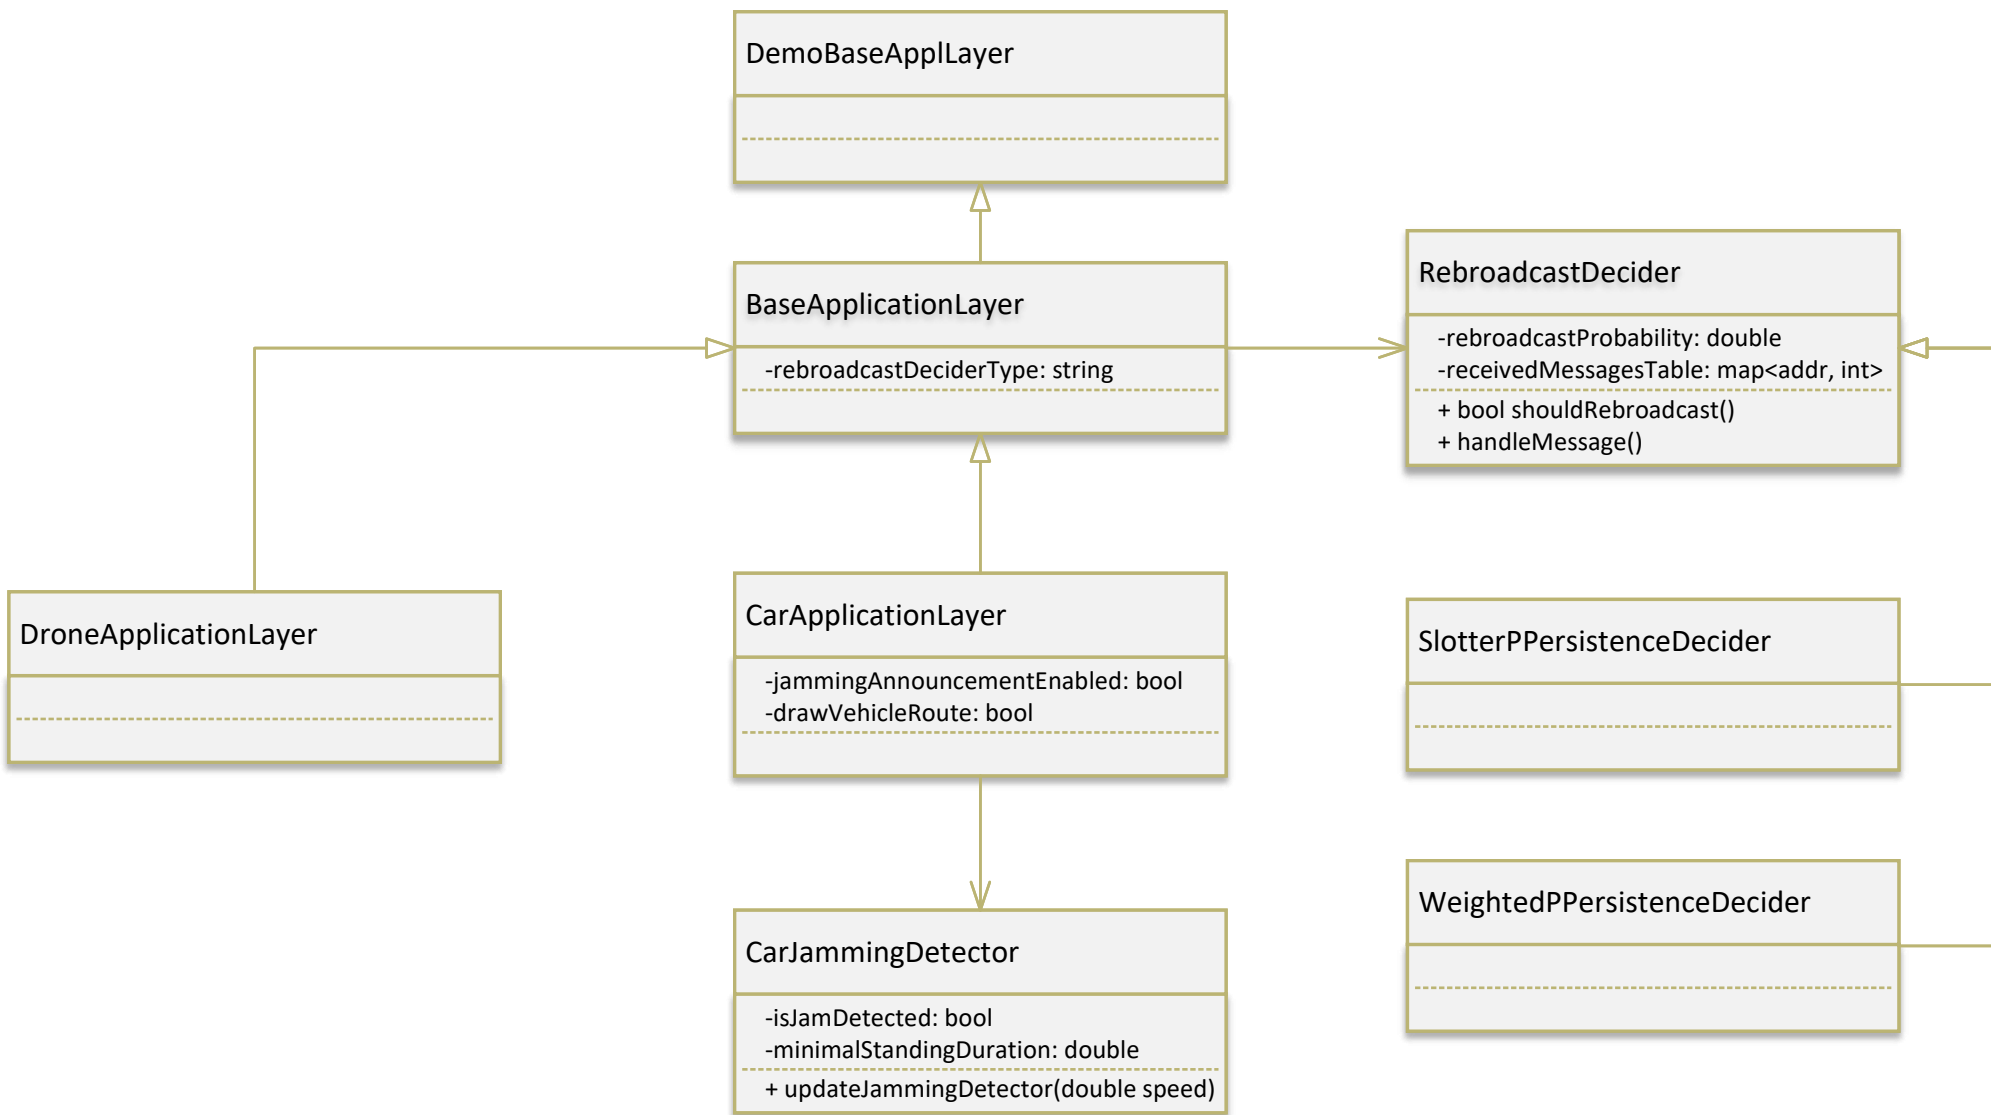 DemoBaseApplLayer
BaseApplicationLayer
-rebroadcastDeciderType: string
RebroadcastDecider
-rebroadcastProbability: double
-receivedMessagesTable: map<addr, int>
+ bool shouldRebroadcast()
+ handleMessage()
DroneApplicationLayer
CarApplicationLayer
-jammingAnnouncementEnabled: bool
-drawVehicleRoute: bool
SlotterPPersistenceDecider
WeightedPPersistenceDecider
CarJammingDetector
-isJamDetected: bool
-minimalStandingDuration: double
+ updateJammingDetector(double speed)